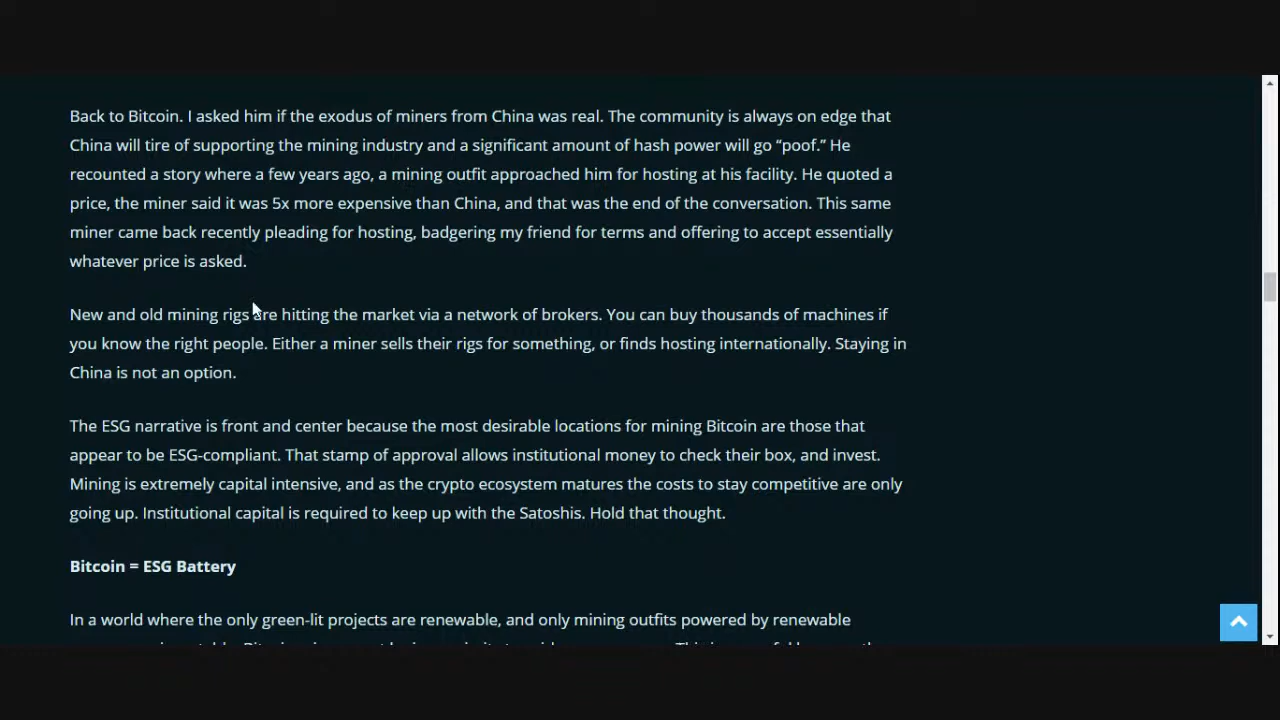 Back to Bitcoin. I asked him if the exodus of miners from China was real. The community is always on edge that
China will tire of supporting the mining industry and a significant amount of hash power will go “poof.” He
recounted a story where a few years ago, a mining outfit approached him for hosting at his facility. He quoted a
price, the miner said it was 5x more expensive than China, and that was the end of the conversation. This same
miner came back recently pleading for hosting, badgering my friend for terms and offering to accept essentially
whatever price is asked.
New and old mining rigs are hitting the market via a network of brokers. You can buy thousands of machines if
you know the right people. Either a miner sells their rigs for something, or finds hosting internationally. Staying in
China is not an option.
The ESG narrative is front and center because the most desirable locations for mining Bitcoin are those that
appear to be ESG-compliant. That stamp of approval allows institutional money to check their box, and invest.
Mining is extremely capital intensive, and as the crypto ecosystem matures the costs to stay competitive are only
going up. Institutional capital is required to keep up with the Satoshis. Hold that thought.
Bitcoin = ESG Battery
In a world where the only green-lit projects are renewable, and only mining outfits powered by renewable